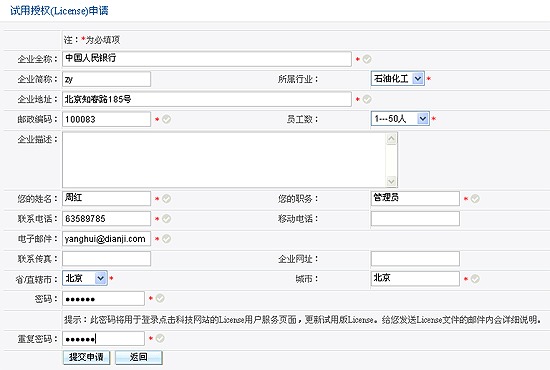 试用授权(License)申请
注：*为必填项
企业全称：中国人民银行 *
企业简称：zy 所属行业：石油化工 *
企业地址：北京知春路185号 *
邮政编码：100083 * 员工数：1---50人 *
企业描述：
您的姓名：周红 * 您的职务：管理员 *
联系电话：63589785 * 移动电话：
电子邮件：yanghui@dianji.com *
联系传真： 企业网址：
省/直辖市：北京 * 城市：北京 *
密码：●●●●●● *
提示：此密码将用于登录点击科技网站的License用户服务页面，更新试用版License。给您发送License文件的邮件内会详细说明。
重复密码：●●●●●● *
提交申请 返回